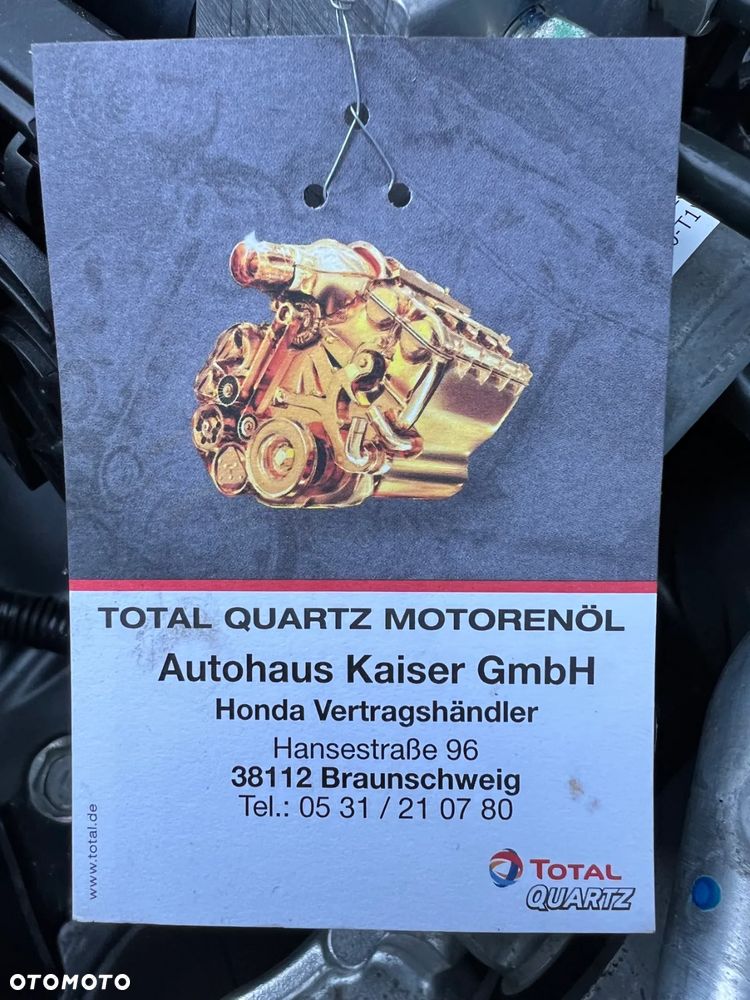 TOTAL QUARTZ MOTORENÖL
Autohaus Kaiser GmbH
Honda Vertragshändler
Hansestraße 96
38112 Braunschweig
Tel.: 05 31 / 21 07 80
www.total.de
TOTAL
QUARTZ
OTOMOTO